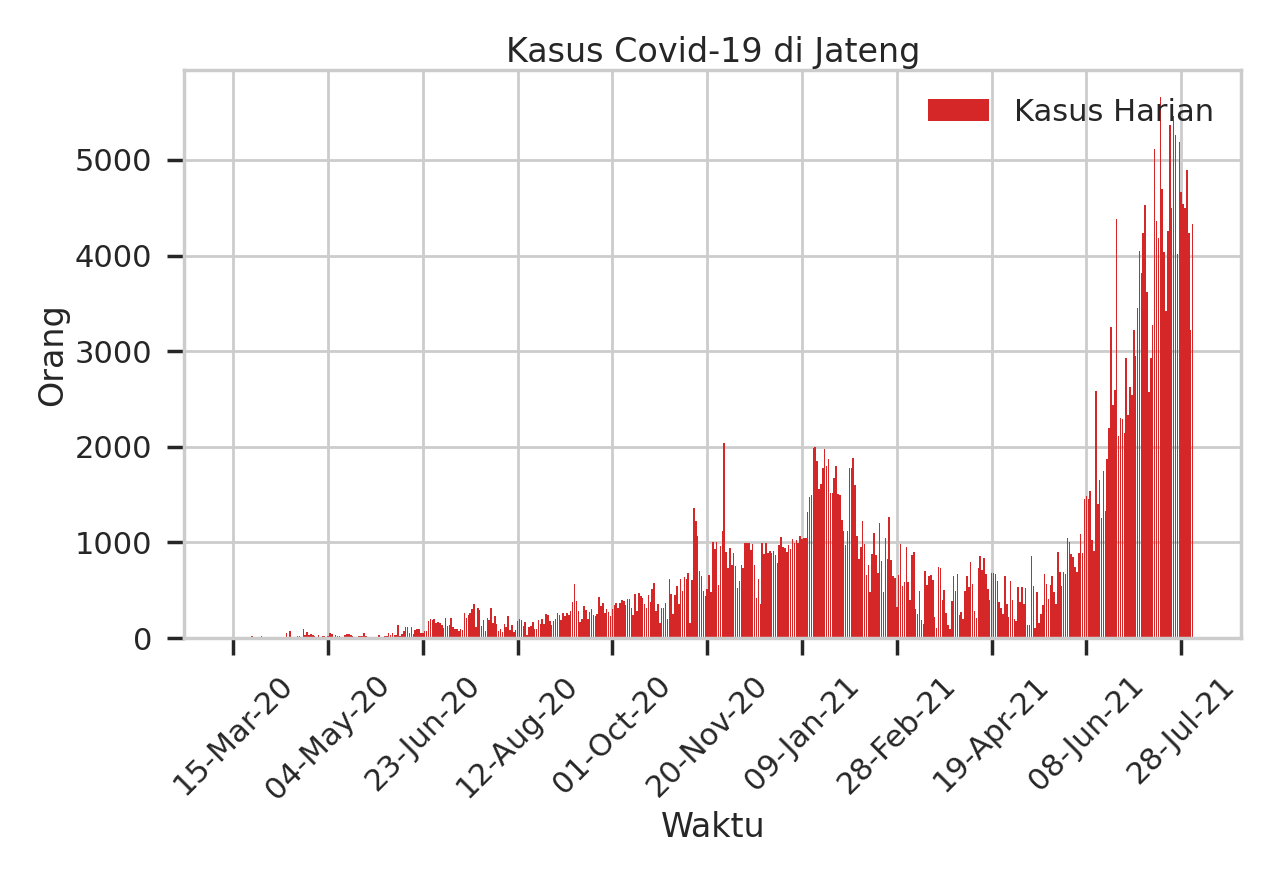 Kasus Covid-19 di Jateng
Kasus Harian
5000
4000
3000
2000
1000
0
Orang
15-Mar-20
04-May-20
23-Jun-20
12-Aug-20
01-Oct-20
20-Nov-20
09-Jan-21
28-Feb-21
19-Apr-21
08-Jun-21
28-Jul-21
Waktu